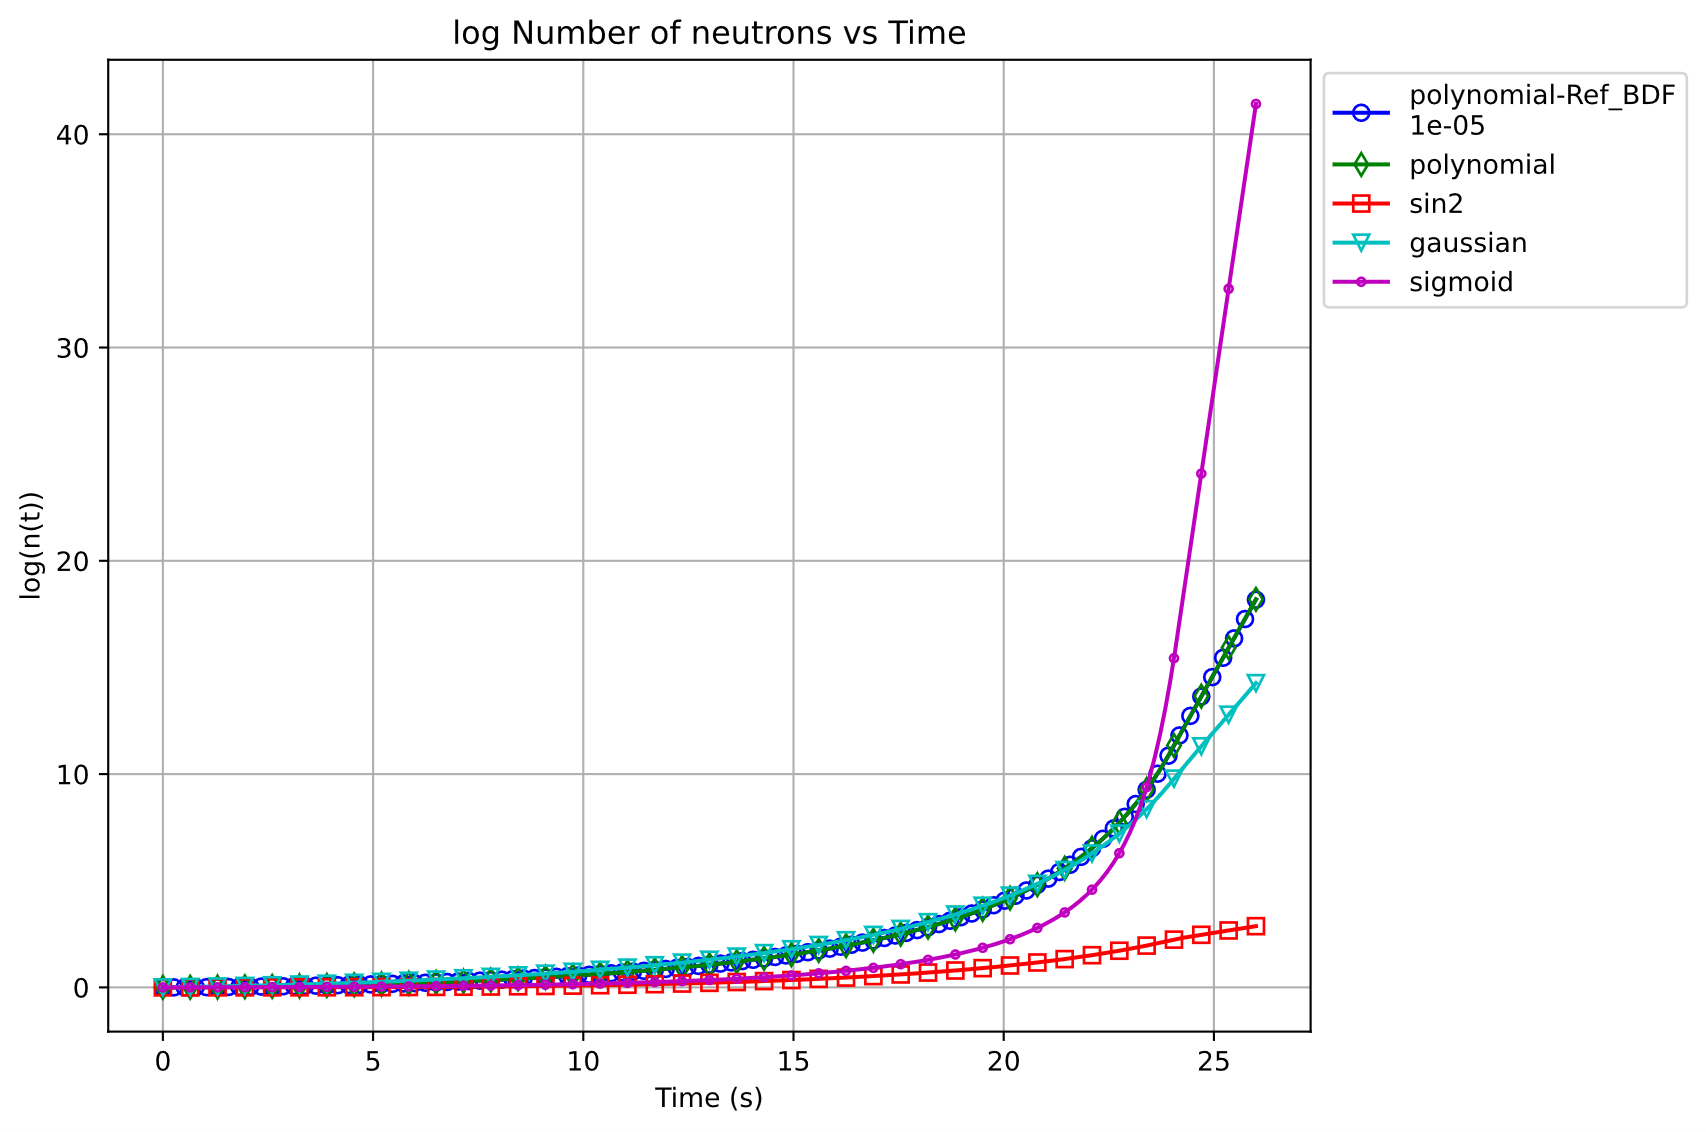 log Number of neutrons vs Time
polynomial-Ref_BDF
1e-05
polynomial
sin2
gaussian
sigmoid
40
30
20
10
0
log(n(t))
0 5 10 15 20 25
Time (s)